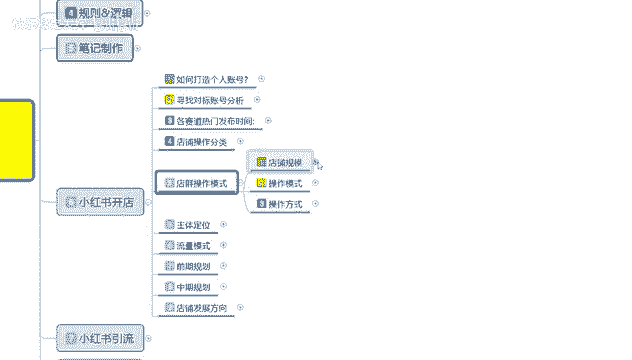 4 规则&逻辑
笔记制作
如何打造个人账号？
寻找对标账号分析
3 各赛道热门发布时间:
4 店铺操作分类
店铺规模
店群操作模式
操作模式
3 操作方式
小红书开店
主体定位
流量模式
前期规划
中期规划
店铺发展方向
小红书引流